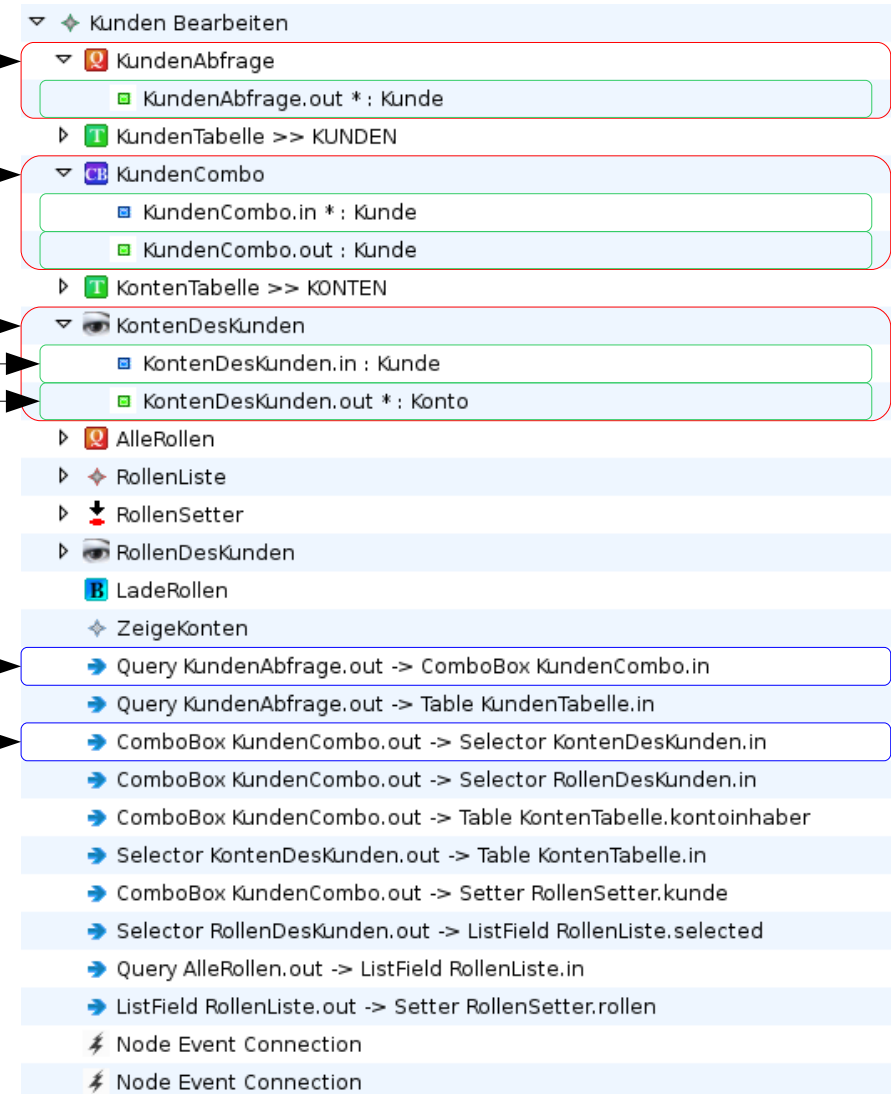 Kunden Bearbeiten
Q KundenAbfrage
KundenAbfrage.out * : Kunde
T KundenTabelle >> KUNDEN
CB KundenCombo
KundenCombo.in * : Kunde
KundenCombo.out : Kunde
T KontenTabelle >> KONTEN
KontenDesKunden
KontenDesKunden.in : Kunde
KontenDesKunden.out * : Konto
Q AlleRollen
RollenListe
RollenSetter
RollenDesKunden
B LadeRollen
ZeigeKonten
Query KundenAbfrage.out -> ComboBox KundenCombo.in
Query KundenAbfrage.out -> Table KundenTabelle.in
ComboBox KundenCombo.out -> Selector KontenDesKunden.in
ComboBox KundenCombo.out -> Selector RollenDesKunden.in
ComboBox KundenCombo.out -> Table KontenTabelle.kontoinhaber
Selector KontenDesKunden.out -> Table KontenTabelle.in
ComboBox KundenCombo.out -> Setter RollenSetter.kunde
Selector RollenDesKunden.out -> ListField RollenListe.selected
Query AlleRollen.out -> ListField RollenListe.in
ListField RollenListe.out -> Setter RollenSetter.rollen
Node Event Connection
Node Event Connection